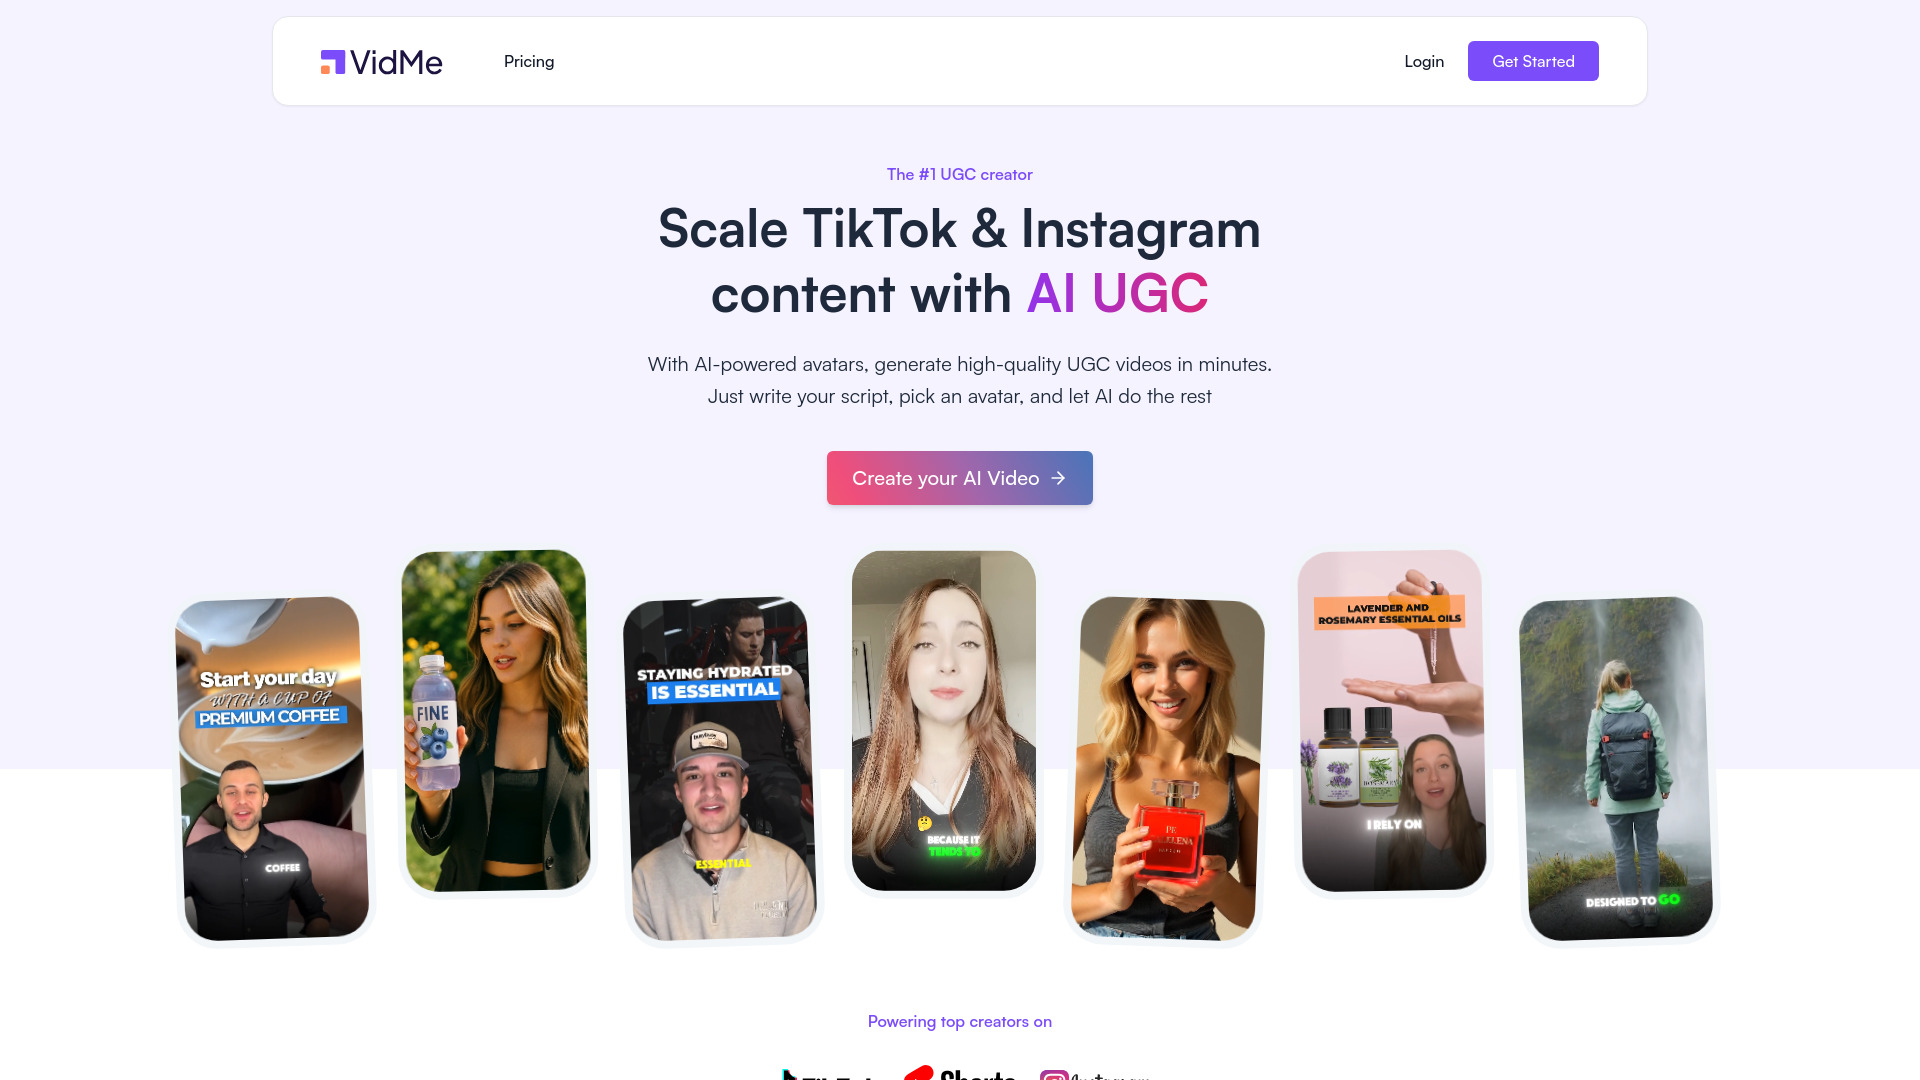 VidMe
Pricing
Login
Get Started
The #1 UGC creator
Scale TikTok & Instagram
content with AI UGC
With AI-powered avatars, generate high-quality UGC videos in minutes.
Just write your script, pick an avatar, and let AI do the rest
Create your AI Video
Start your day
WITH A CUP OF
PREMIUM COFFEE
COFFEE
FINE
STAYING HYDRATED
IS ESSENTIAL
ESSENTIAL
BECAUSE IT
TENDS TO
LAVENDER AND
ROSEMARY ESSENTIAL OILS
I RELY ON
DESIGNED TO GO
Powering top creators on
TikTok
Shorts
Instagram